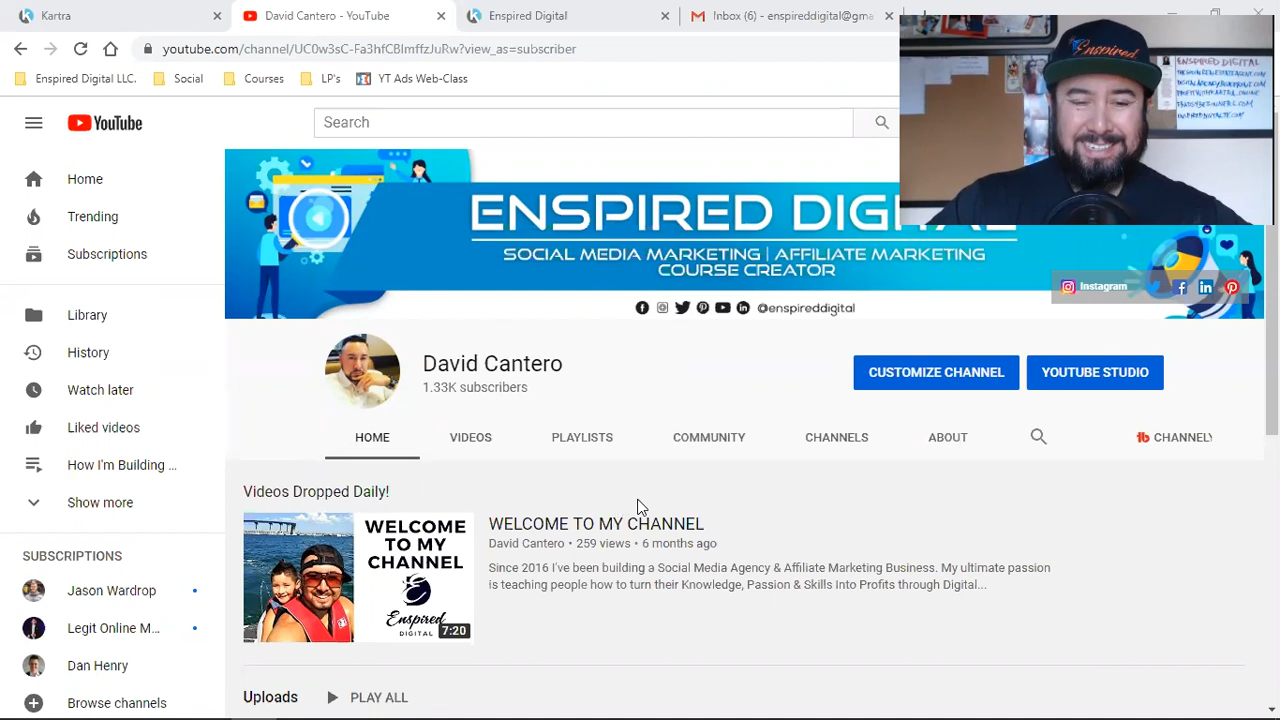 Kartra
David Cantero - YouTube
Enspired Digital
Inbox (6) - enspireddigital@gm
youtube.com/channel/
?view_as=subscriber
Enspired Digital LLC.
Social
Courses
LP's
YT Ads Web-Class
Enspired
ENSPIRED DIGITAL
YouTube
Search
Home
Trending
Subscriptions
Library
History
Watch later
Liked videos
How I'm Building ...
Show more
SUBSCRIPTIONS
Jason Wardrop
Legit Online M...
Dan Henry
Browse channels
ENSPIRED DIGITAL
SOCIAL MEDIA MARKETING | AFFILIATE MARKETING
COURSE CREATOR
@enspireddigital
Instagram
David Cantero
1.33K subscribers
CUSTOMIZE CHANNEL
YOUTUBE STUDIO
HOME
VIDEOS
PLAYLISTS
COMMUNITY
CHANNELS
ABOUT
CHANNELY
Videos Dropped Daily!
WELCOME
TO MY
CHANNEL
Enspired
DIGITAL
7:20
WELCOME TO MY CHANNEL
David Cantero • 259 views • 6 months ago
Since 2016 I've been building a Social Media Agency & Affiliate Marketing Business. My ultimate passion
is teaching people how to turn their Knowledge, Passion & Skills Into Profits through Digital...
Uploads
PLAY ALL